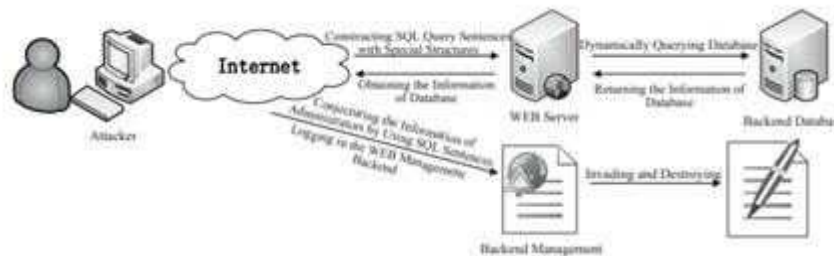 Constructing SQL Query Sentences
with Special Structures
Internet
Obtaining the Information
of Database
Dynamically Querying Database
Returning the Information of
Database
Attacker
WEB Server
Backend Databa
Conjecturing the Information of
Administrators by Using SQL Sentences
Logging in the WEB Management
Backend
Invading and Destroying
Backend Management